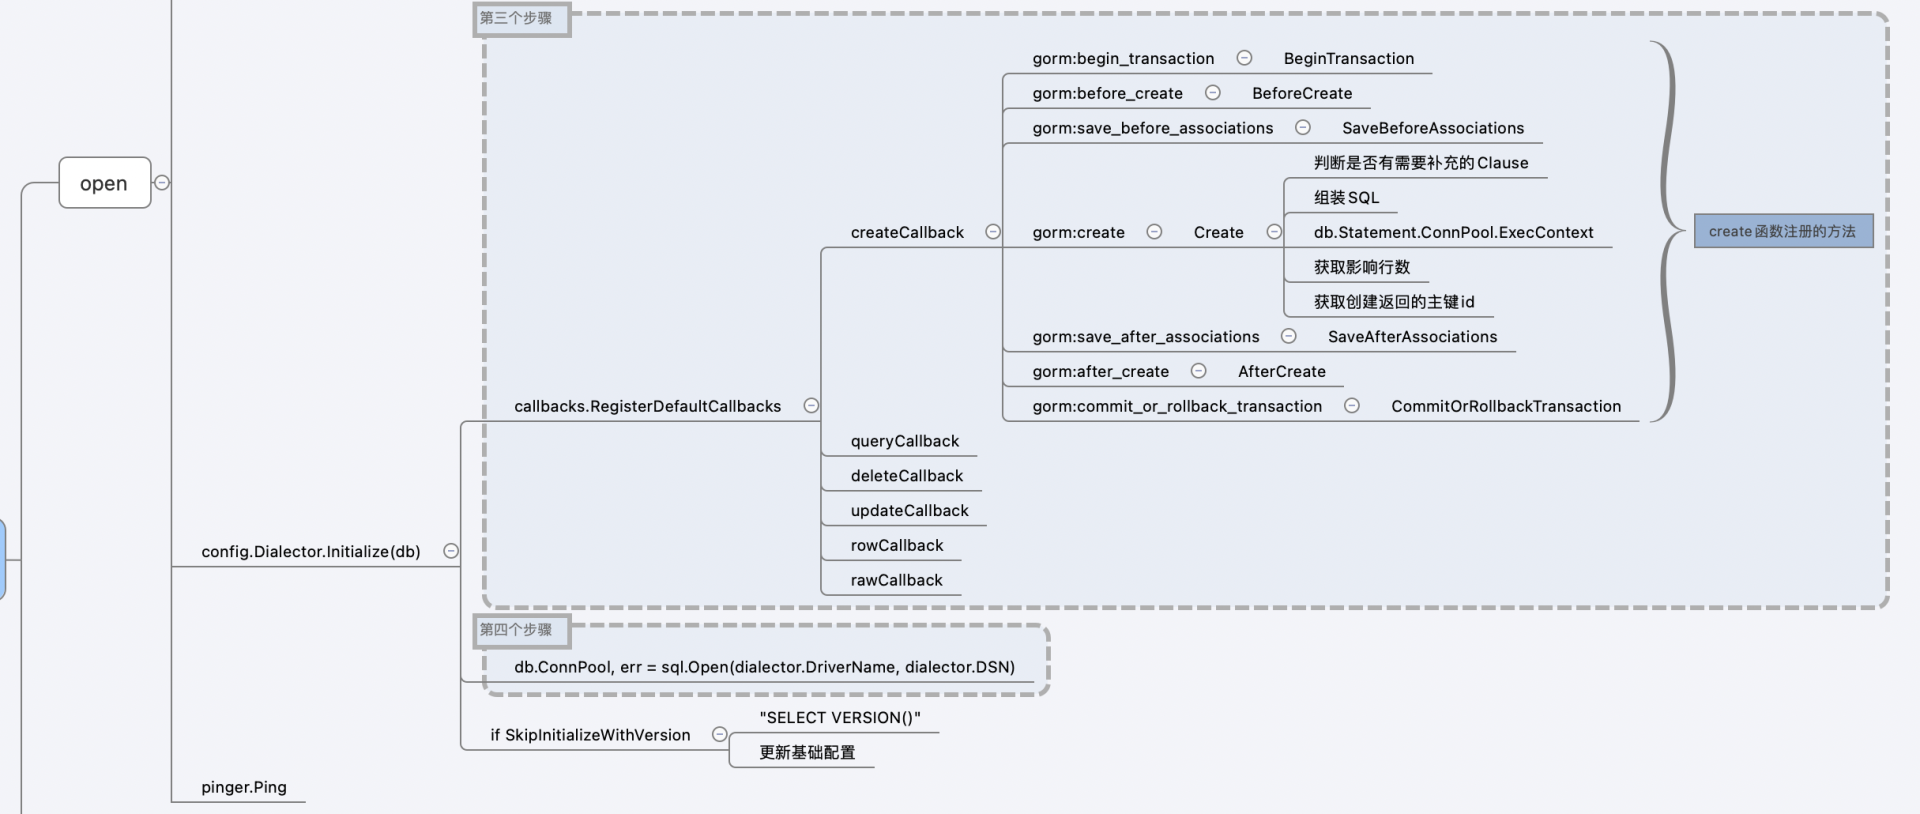 第三个步骤
gorm:begin_transaction BeginTransaction
gorm:before_create BeforeCreate
gorm:save_before_associations SaveBeforeAssociations
判断是否有需要补充的Clause
open
组装SQL
createCallback gorm:create Create db.Statement.ConnPool.ExecContext create函数注册的方法
获取影响行数
获取创建返回的主键id
gorm:save_after_associations SaveAfterAssociations
gorm:after_create AfterCreate
callbacks.RegisterDefaultCallbacks gorm:commit_or_rollback_transaction CommitOrRollbackTransaction
queryCallback
deleteCallback
updateCallback
rowCallback
config.Dialector.Initialize(db)
rawCallback
第四个步骤
db.ConnPool, err = sql.Open(dialector.DriverName, dialector.DSN)
"SELECT VERSION()"
if SkipInitializeWithVersion
更新基础配置
pinger.Ping